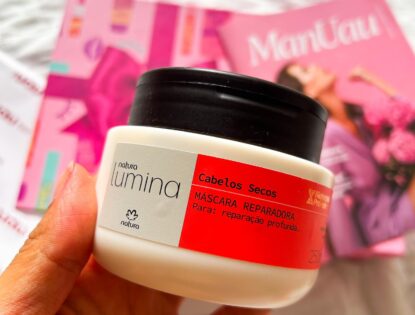 ManUau
natura
lumina
natura
Cabelos Secos
MÁSCARA REPARADORA
Para: reparação profunda.